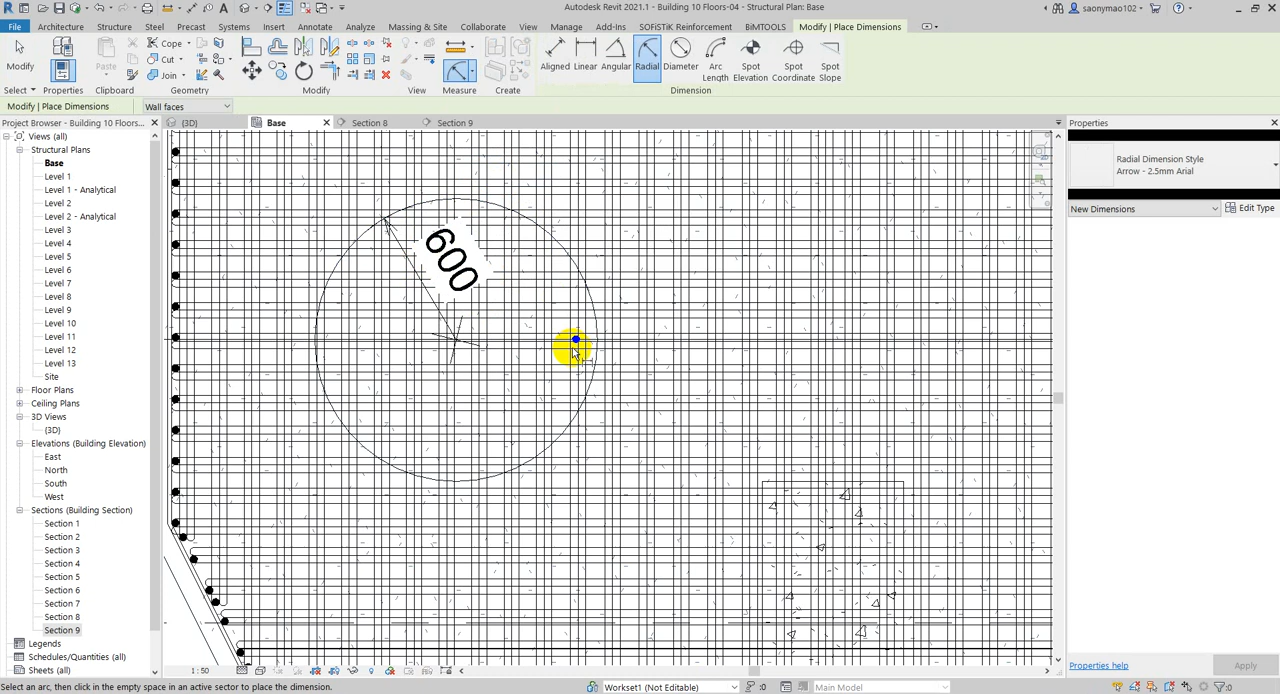 Autodesk Revit 2021.1 - Building 10 Floors-04 - Structural Plan: Base
saonymao102
File Architecture Structure Steel Precast Systems Insert Annotate Analyze Massing & Site Collaborate View Manage Add-Ins SOFiSTiK Reinforcement BiMTOOLS Modify | Place Dimensions
Modify Paste Cope Cut Join Aligned Linear Angular Radial Diameter Arc Length Spot Elevation Spot Coordinate Spot Slope
Select Properties Clipboard Geometry Modify View Measure Create Dimension
Modify | Place Dimensions Wall faces
Project Browser - Building 10 Floors...
{3D} Base Section 8 Section 9
Views (all)
Structural Plans
Base
Level 1
Level 1 - Analytical
Level 2
Level 2 - Analytical
Level 3
Level 4
Level 5
Level 6
Level 7
Level 8
Level 9
Level 10
Level 11
Level 12
Level 13
Site
Floor Plans
Ceiling Plans
3D Views
{3D}
Elevations (Building Elevation)
East
North
South
West
Sections (Building Section)
Section 1
Section 2
Section 3
Section 4
Section 5
Section 6
Section 7
Section 8
Section 9
Legends
Schedules/Quantities (all)
Sheets (all)
600
Properties
Radial Dimension Style
Arrow - 2.5mm Arial
New Dimensions Edit Type
Properties help Apply
1 : 50
Select an arc, then click in the empty space in an active sector to place the dimension.
Workset1 (Not Editable) :0 Main Model :0